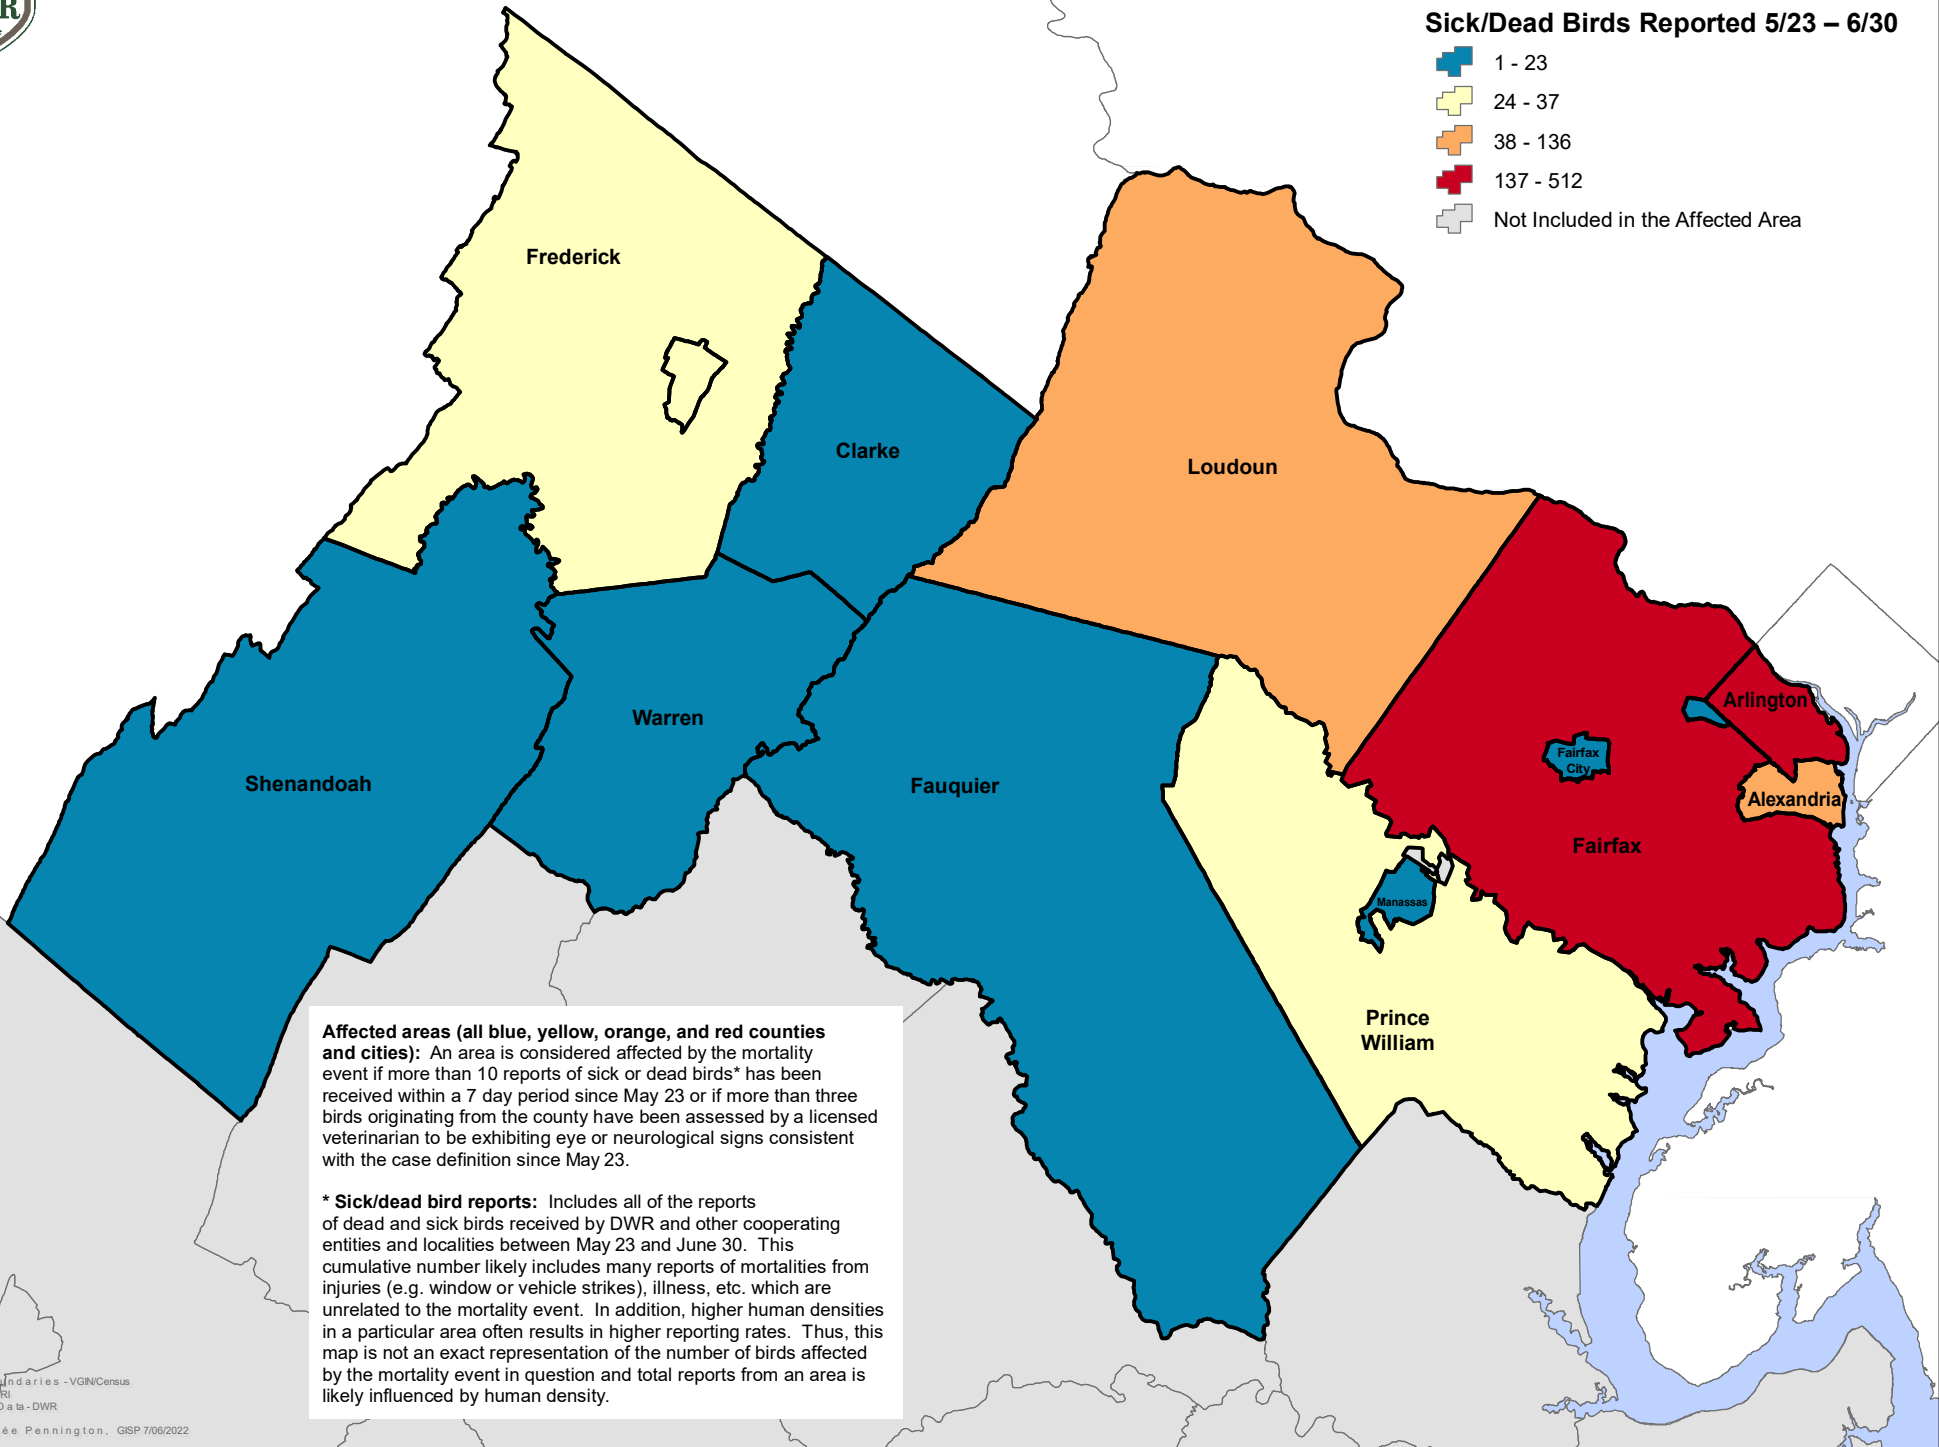 R
Sick/Dead Birds Reported 5/23 – 6/30
1 - 23
24 - 37
38 - 136
137 - 512
Not Included in the Affected Area
Frederick
Clarke
Loudoun
Arlington
Warren
Fairfax
City
Shenandoah
Fauquier
Alexandria
Fairfax
Manassas
Prince
William
Affected areas (all blue, yellow, orange, and red counties
and cities): An area is considered affected by the mortality
event if more than 10 reports of sick or dead birds* has been
received within a 7 day period since May 23 or if more than three
birds originating from the county have been assessed by a licensed
veterinarian to be exhibiting eye or neurological signs consistent
with the case definition since May 23.
* Sick/dead bird reports: Includes all of the reports
of dead and sick birds received by DWR and other cooperating
entities and localities between May 23 and June 30. This
cumulative number likely includes many reports of mortalities from
injuries (e.g. window or vehicle strikes), illness, etc. which are
unrelated to the mortality event. In addition, higher human densities
in a particular area often results in higher reporting rates. Thus, this
map is not an exact representation of the number of birds affected
by the mortality event in question and total reports from an area is
likely influenced by human density.
undaries - VGIN/Census
RI
Data - DWR
ée Pennington, GISP 7/06/2022